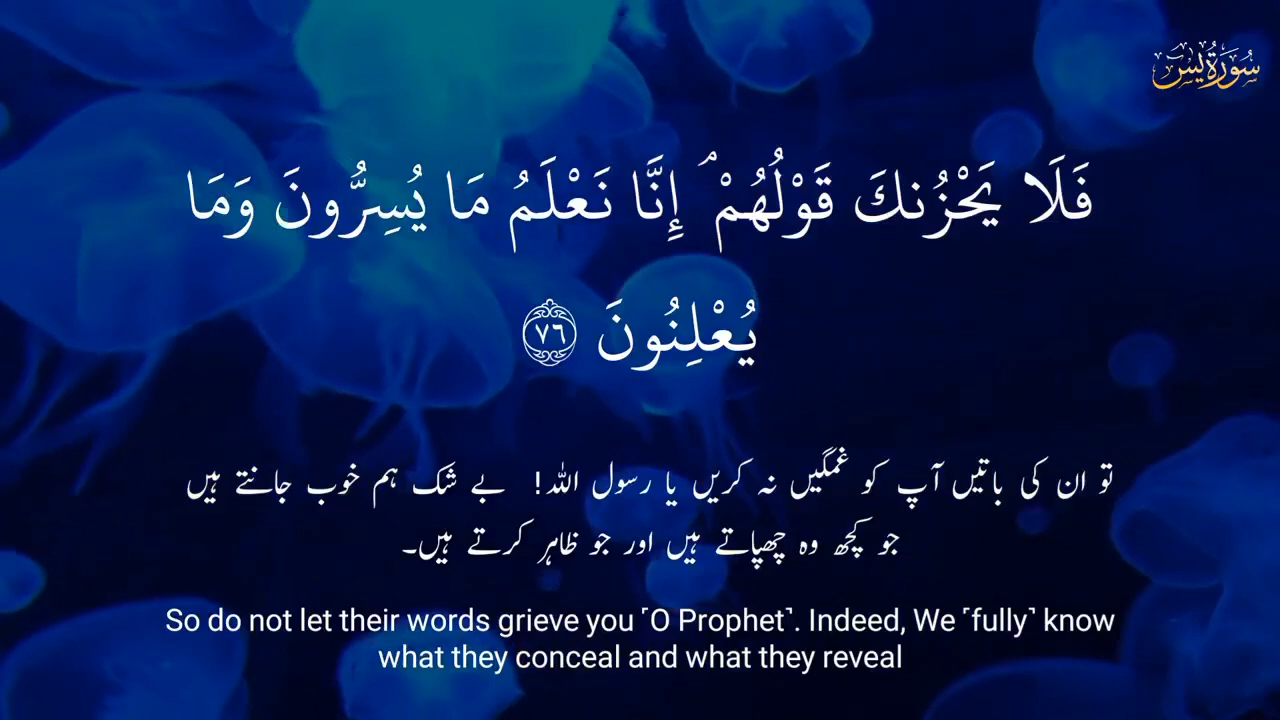 سُورَةُ يٓس
فَلَا يَحْزُنكَ قَوْلُهُمْ ۘ إِنَّا نَعْلَمُ مَا يُسِرُّونَ وَمَا
يُعْلِنُونَ ٧٦
تو ان کی باتیں آپ کو غمگیں نہ کریں یا رسول اللہ! بے شک ہم خوب جانتے ہیں
جو کچھ وہ چھپاتے ہیں اور جو ظاہر کرتے ہیں۔
So do not let their words grieve you ˹O Prophet˺. Indeed, We ˹fully˺ know
what they conceal and what they reveal